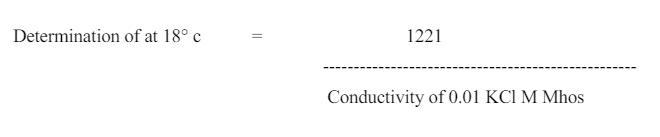 Determination of at 18° c = 1221
--------------------------------------------------
Conductivity of 0.01 KCl M Mhos